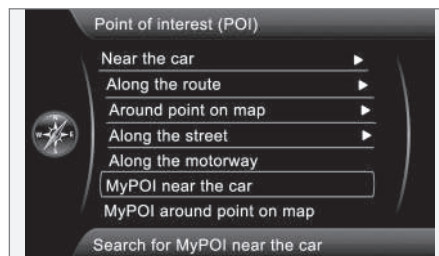 Point of interest (POI)
Near the car
Along the route
Around point on map
Along the street
Along the motorway
MyPOI near the car
MyPOI around point on map
Search for MyPOI near the car